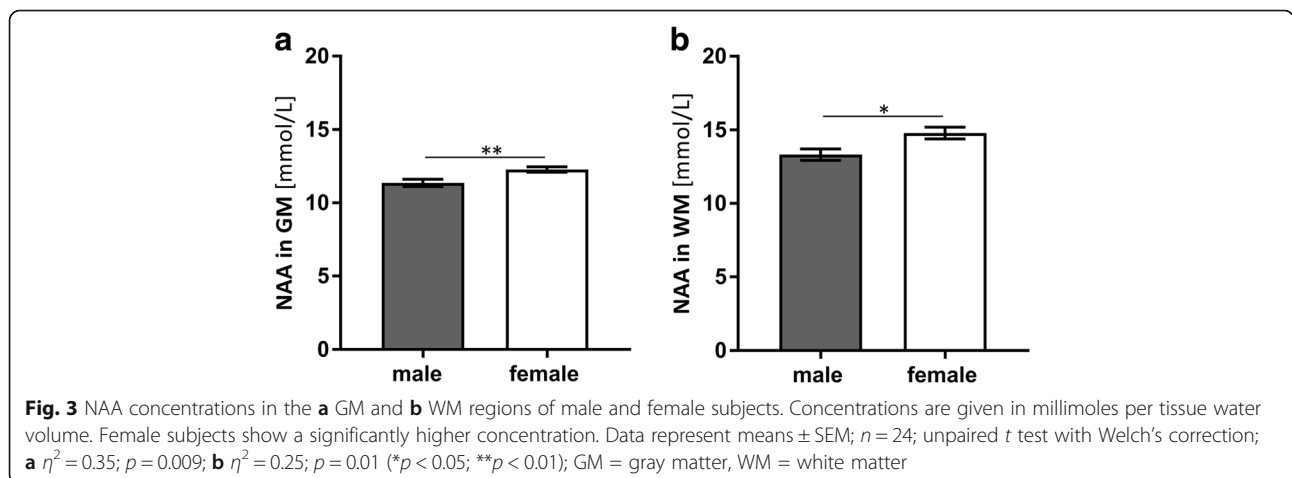 a
b
20
15
10
5
0
NAA in GM [mmol/L]
**
male
female
20
15
10
5
0
NAA in WM [mmol/L]
*
male
female
Fig. 3 NAA concentrations in the a GM and b WM regions of male and female subjects. Concentrations are given in millimoles per tissue water
volume. Female subjects show a significantly higher concentration. Data represent means ± SEM; n = 24; unpaired t test with Welch's correction;
a η² = 0.35; p = 0.009; b η² = 0.25; p = 0.01 (*p < 0.05; **p < 0.01); GM = gray matter, WM = white matter